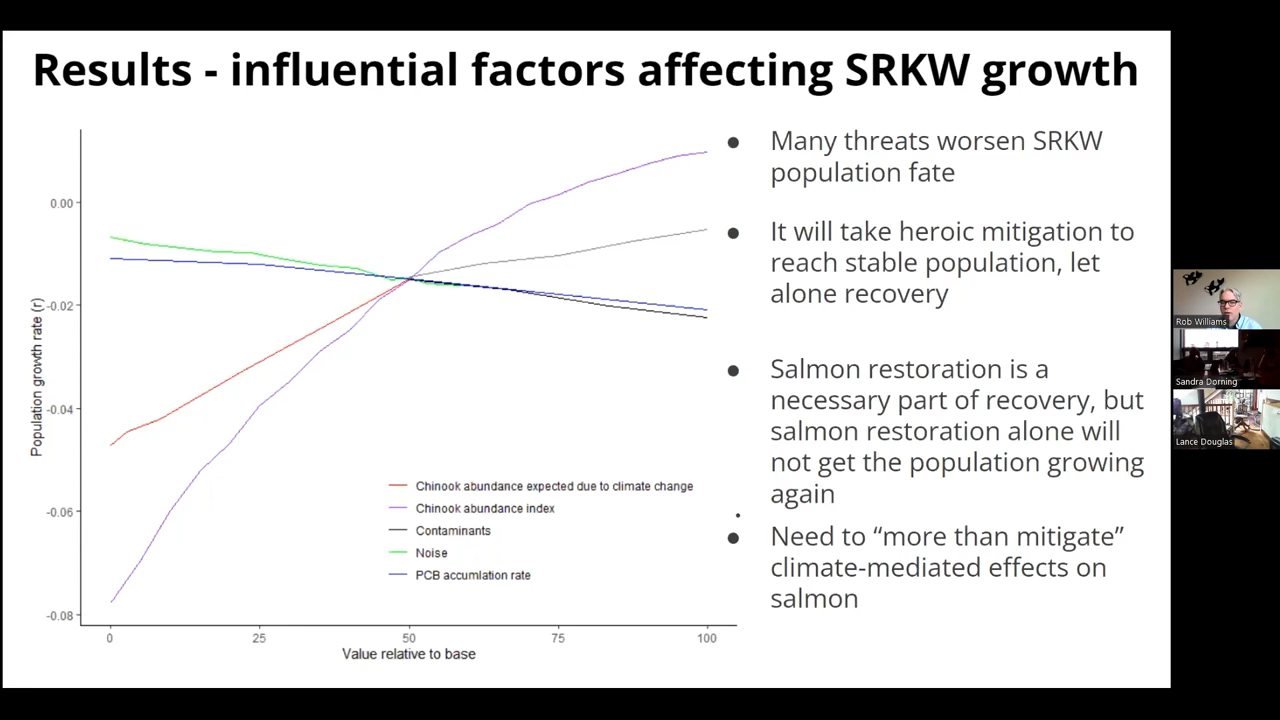 Results - influential factors affecting SRKW growth
Population growth rate (r)
0.00
-0.02
-0.04
-0.06
-0.08
0
25
50
75
100
Value relative to base
Chinook abundance expected due to climate change
Chinook abundance index
Contaminants
Noise
PCB accumlation rate
● Many threats worsen SRKW
population fate
● It will take heroic mitigation to
reach stable population, let
alone recovery
● Salmon restoration is a
necessary part of recovery, but
salmon restoration alone will
not get the population growing
again
● Need to “more than mitigate”
climate-mediated effects on
salmon
Rob Williams
Sandra Dorning
Lance Douglas